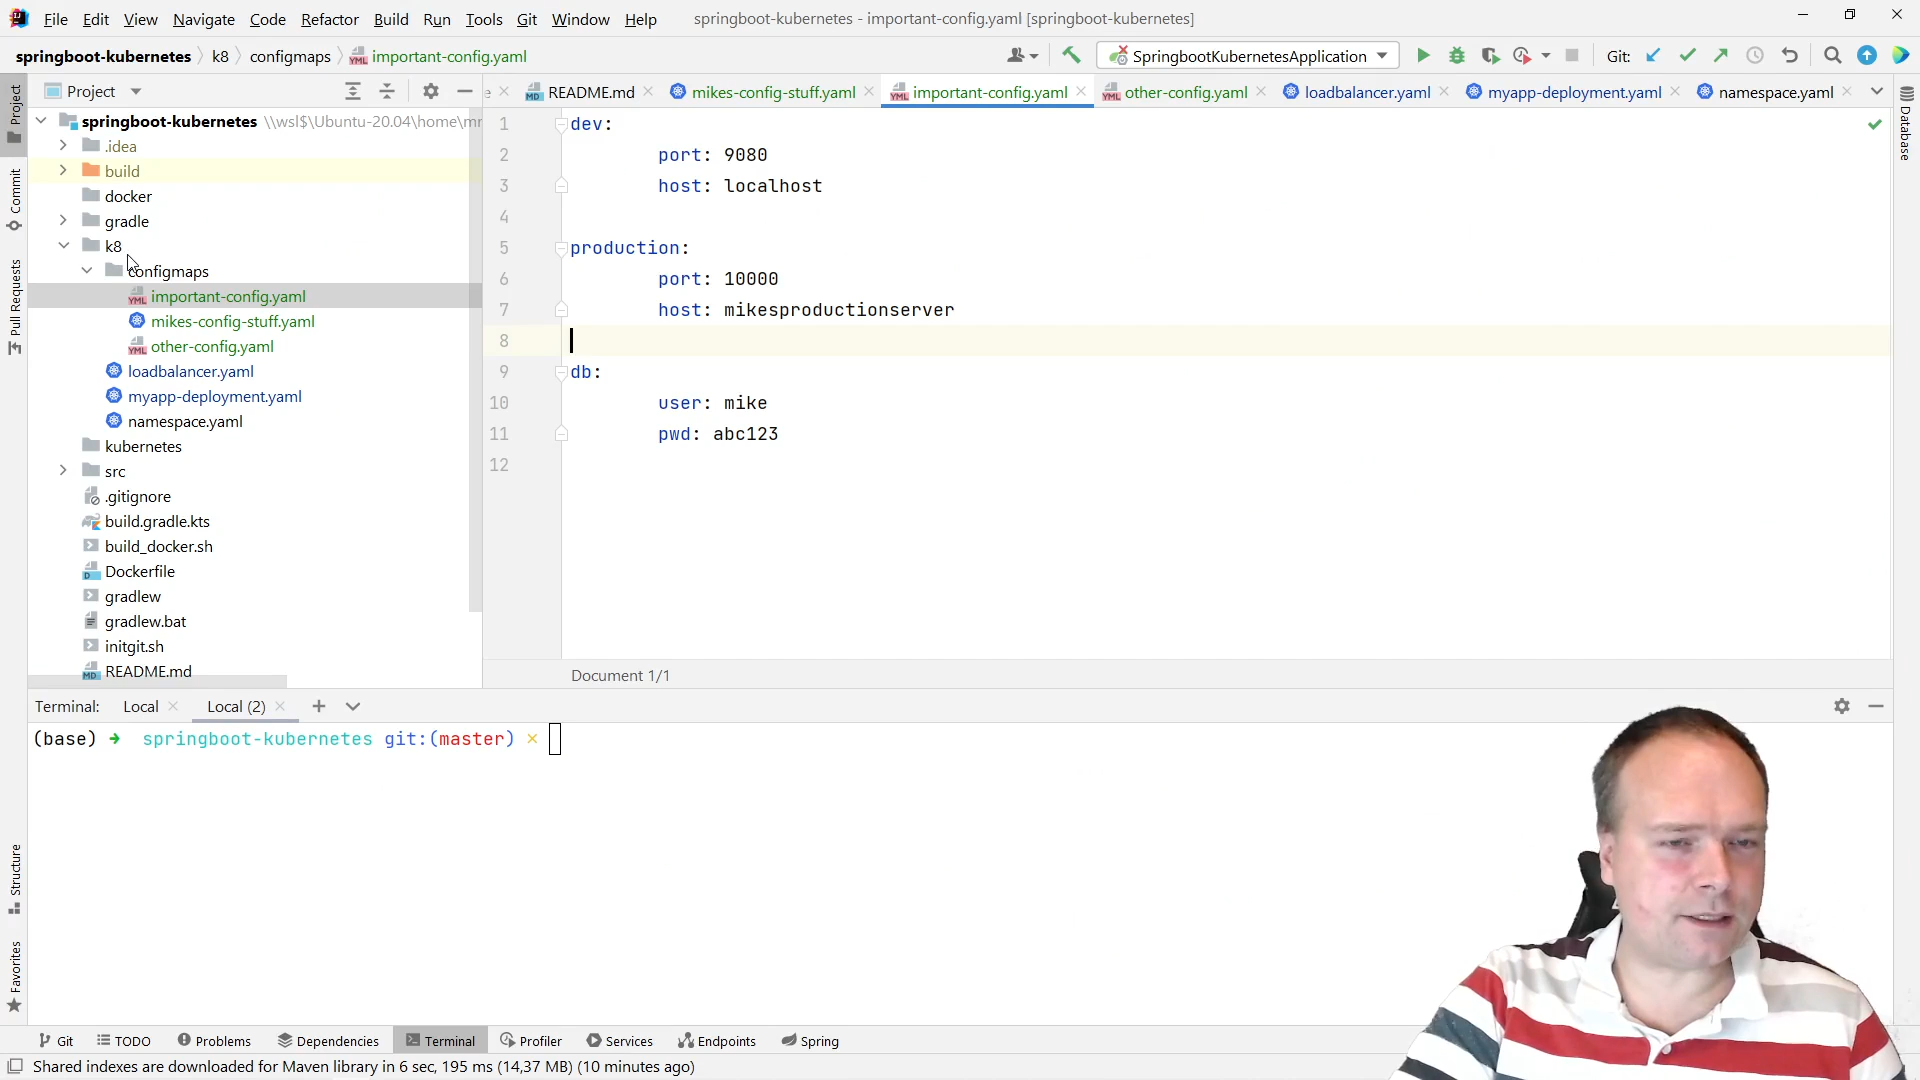 File Edit View Navigate Code Refactor Build Run Tools Git Window Help springboot-kubernetes - important-config.yaml [springboot-kubernetes]
springboot-kubernetes k8 configmaps important-config.yaml SpringbootKubernetesApplication Git:
Project README.md mikes-config-stuff.yaml important-config.yaml other-config.yaml loadbalancer.yaml myapp-deployment.yaml namespace.yaml
Project
Commit
Pull Requests
Structure
Favorites
Database
springboot-kubernetes \\wsl$\Ubuntu-20.04\home\mr
.idea
build
docker
gradle
k8
configmaps
important-config.yaml
mikes-config-stuff.yaml
other-config.yaml
loadbalancer.yaml
myapp-deployment.yaml
namespace.yaml
kubernetes
src
.gitignore
build.gradle.kts
build_docker.sh
Dockerfile
gradlew
gradlew.bat
initgit.sh
README.md
1 dev:
2 port: 9080
3 host: localhost
4
5 production:
6 port: 10000
7 host: mikesproductionserver
8
9 db:
10 user: mike
11 pwd: abc123
12
Document 1/1
Terminal: Local Local (2)
(base) ➜ springboot-kubernetes git:(master) ✗
Git TODO Problems Dependencies Terminal Profiler Services Endpoints Spring
Shared indexes are downloaded for Maven library in 6 sec, 195 ms (14,37 MB) (10 minutes ago)